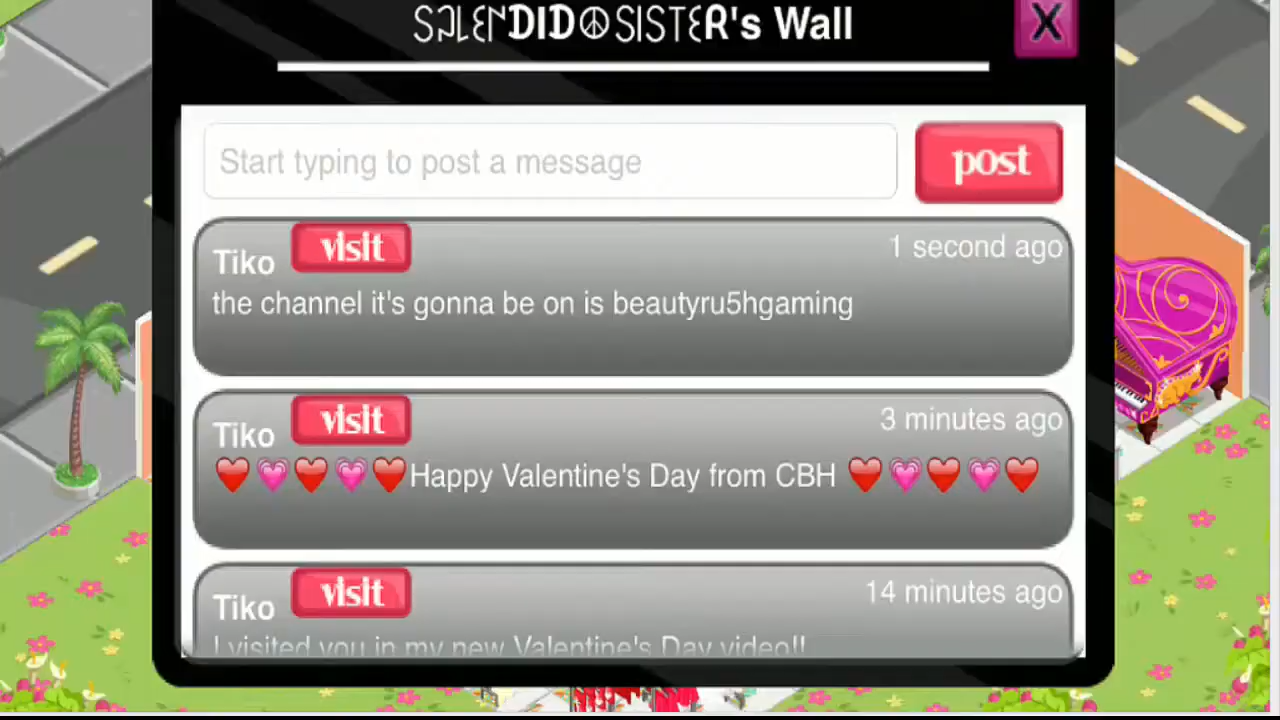 SPLENDID☮SISTER's Wall
X
Start typing to post a message
post
Tiko
visit
1 second ago
the channel it's gonna be on is beautyru5hgaming
Tiko
visit
3 minutes ago
❤️💗❤️💗❤️Happy Valentine's Day from CBH ❤️💗❤️💗❤️
Tiko
visit
14 minutes ago
I visited you in my new Valentine's Day video!!